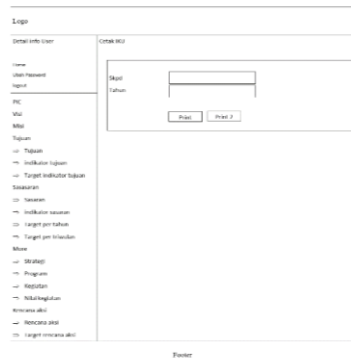 Logo
Detail Info User
Cetak IKU
Home
Ubah Password
logout
Skpd
Tahun
Print
Print 2
PIC
Visi
Misi
Tujuan
⇒ Tujuan
⇒ Indikator tujuan
⇒ Target indikator tujuan
Sasasaran
⇒ Sasaran
⇒ Indikator sasaran
⇒ Target per tahun
⇒ Target per triwulan
More
⇒ Strategi
⇒ Program
⇒ Kegiatan
⇒ Nilai kegiatan
Rencana aksi
⇒ Rencana aksi
⇒ Target rencana aksi
Footer